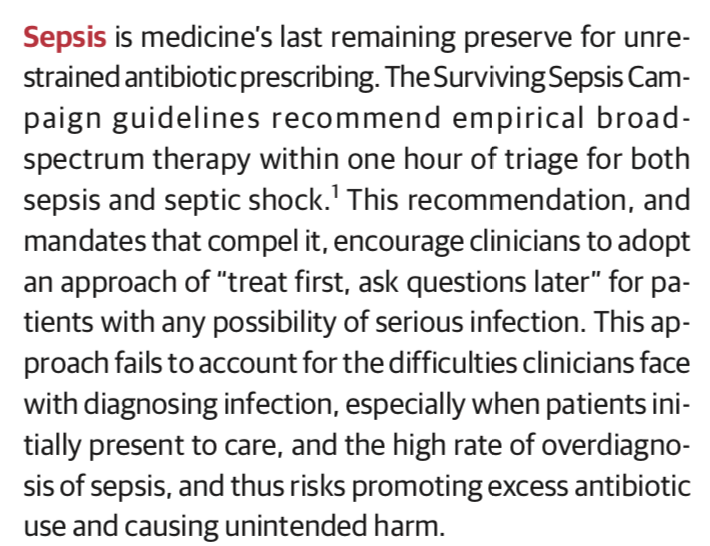 Sepsis is medicine's last remaining preserve for unre-
strained antibiotic prescribing. The Surviving Sepsis Cam-
paign guidelines recommend empirical broad-
spectrum therapy within one hour of triage for both
sepsis and septic shock.¹ This recommendation, and
mandates that compel it, encourage clinicians to adopt
an approach of “treat first, ask questions later” for pa-
tients with any possibility of serious infection. This ap-
proach fails to account for the difficulties clinicians face
with diagnosing infection, especially when patients ini-
tially present to care, and the high rate of overdiagno-
sis of sepsis, and thus risks promoting excess antibiotic
use and causing unintended harm.